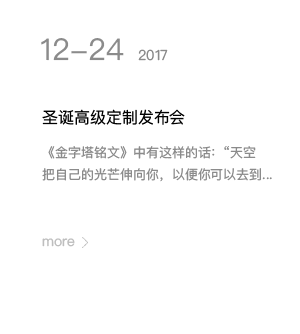 12-24 2017
圣诞高级定制发布会
《金字塔铭文》中有这样的话：“天空
把自己的光芒伸向你，以便你可以去到...
more >